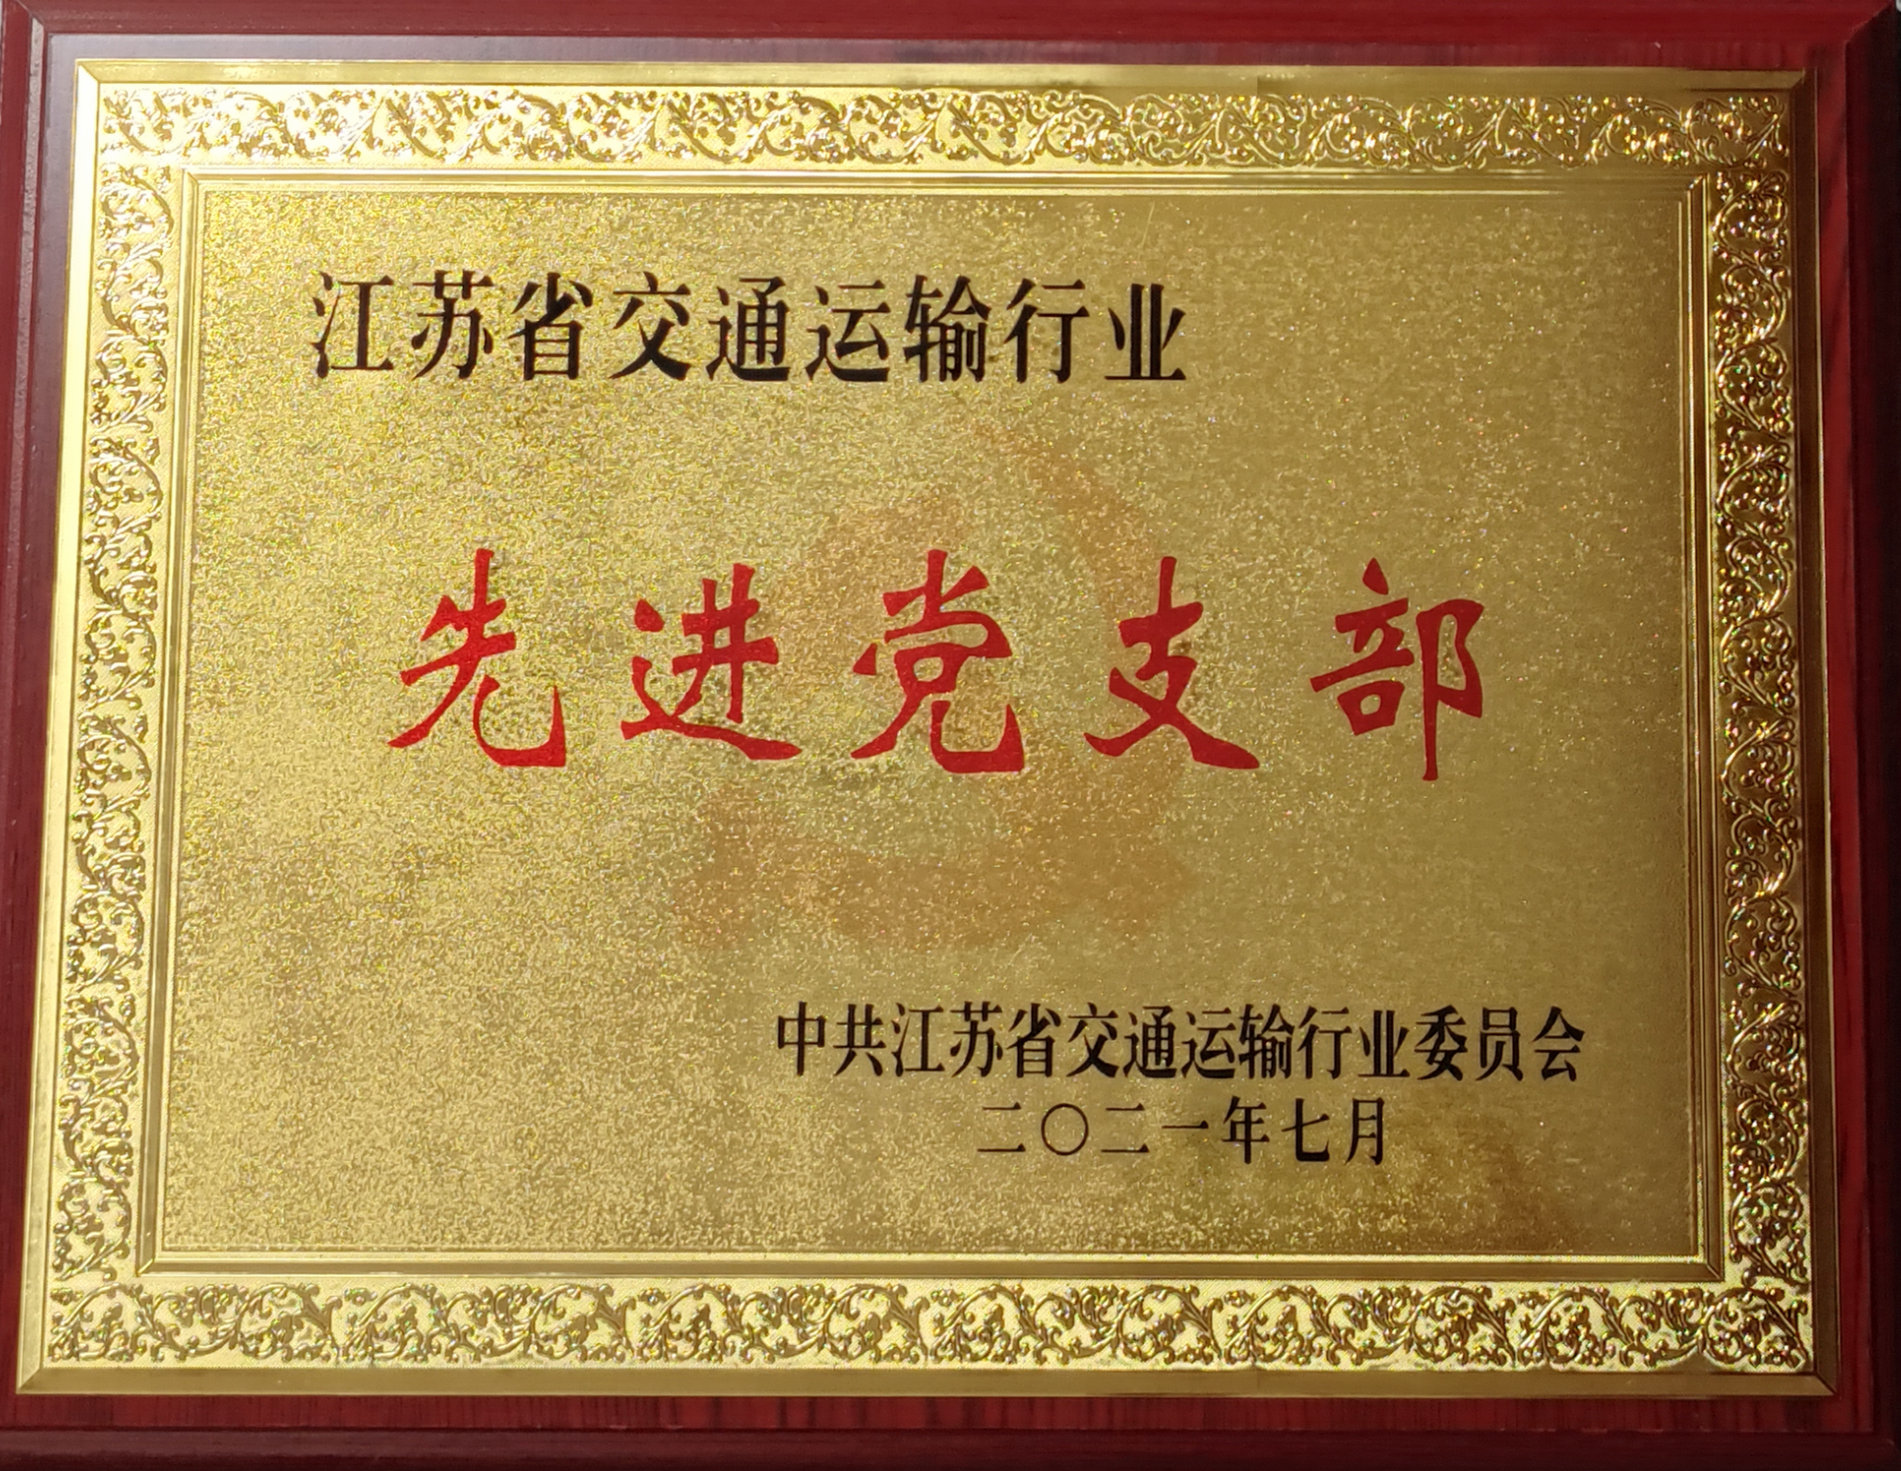 江苏省交通运输行业
先进党支部
中共江苏省交通运输行业委员会
二〇二一年七月